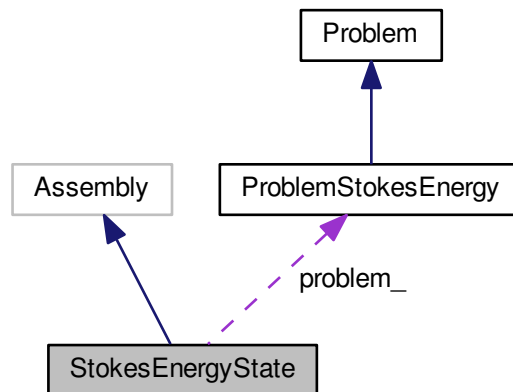 Problem
Assembly
ProblemStokesEnergy
problem_
StokesEnergyState